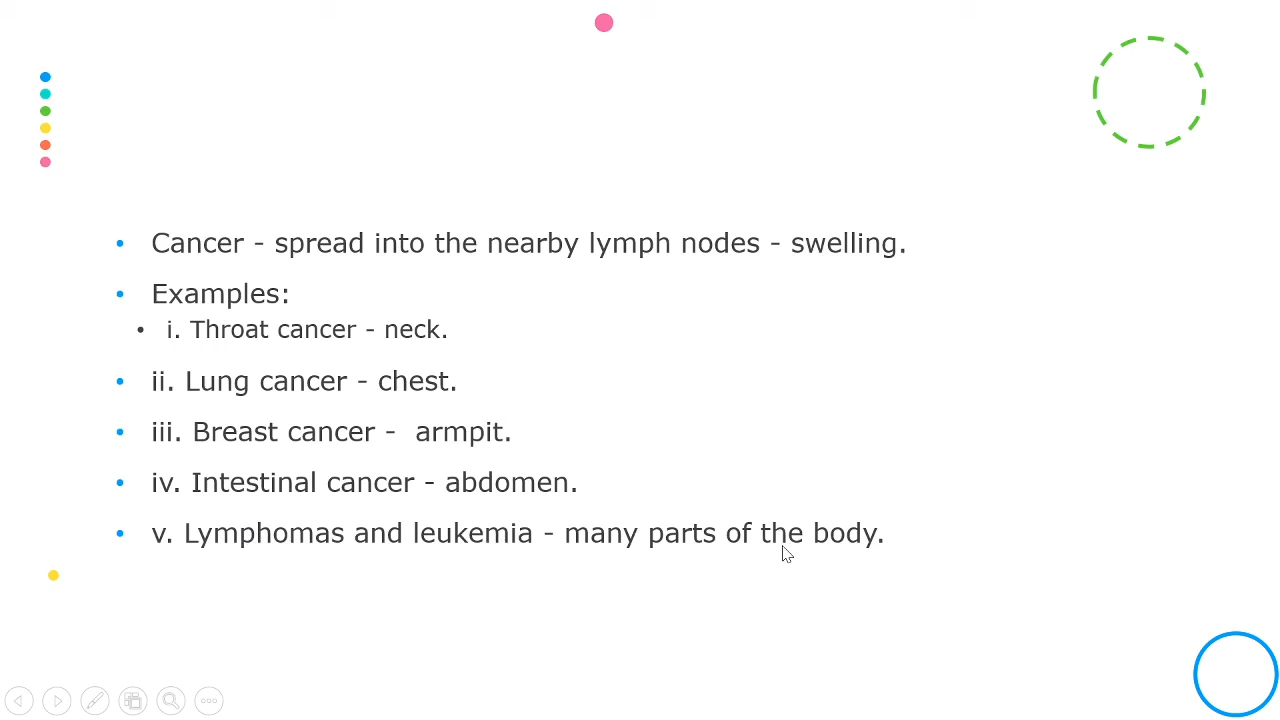 Cancer - spread into the nearby lymph nodes - swelling.
Examples:
i. Throat cancer - neck.
ii. Lung cancer - chest.
iii. Breast cancer -  armpit.
iv. Intestinal cancer - abdomen.
v. Lymphomas and leukemia - many parts of the body.